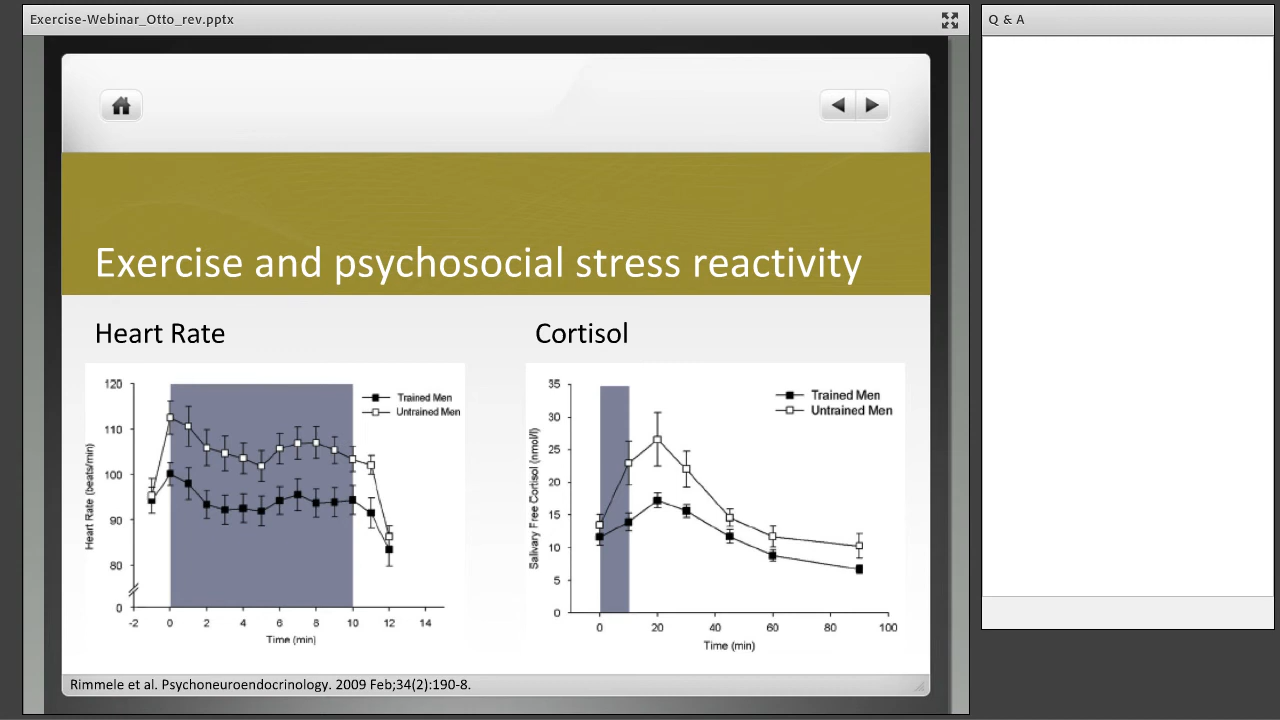 Exercise-Webinar_Otto_rev.pptx
Q & A
Exercise and psychosocial stress reactivity
Heart Rate
Cortisol
120
110
100
90
80
0
Heart Rate (beats/min)
Trained Men
Untrained Men
-2 0 2 4 6 8 10 12 14
Time (min)
35
30
25
20
15
10
5
0
Salivary Free Cortisol (nmol/l)
Trained Men
Untrained Men
0 20 40 60 80 100
Time (min)
Rimmele et al. Psychoneuroendocrinology. 2009 Feb;34(2):190-8.